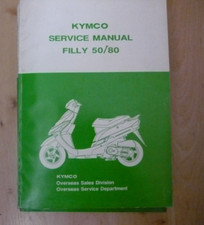 KYMCO
SERVICE MANUAL
FILLY 50/80
KYMCO
Overseas Sales Division
Overseas Service Department